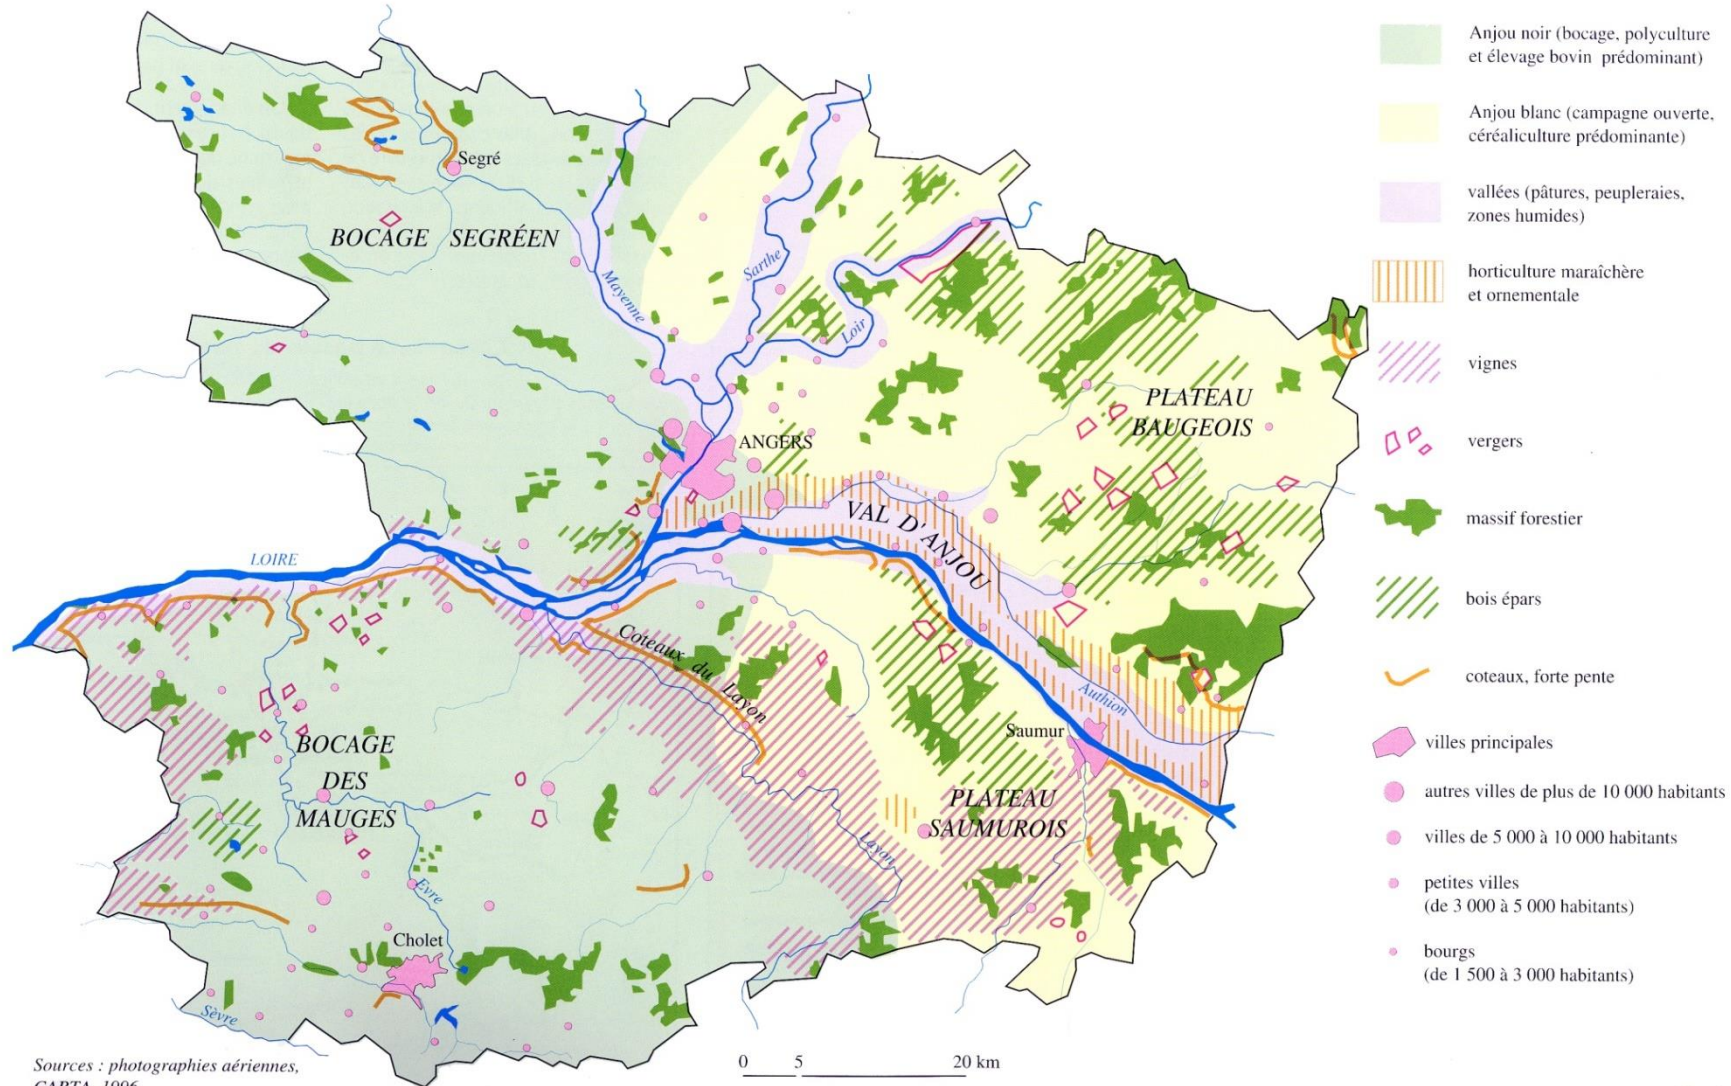 Segré
BOCAGE SEGRÉEN
Mayenne
Sarthe
Loir
PLATEAU
BAUGEOIS
ANGERS
VAL D'ANJOU
LOIRE
Coteaux du Layon
Authion
Saumur
BOCAGE
DES
MAUGES
PLATEAU
SAUMUROIS
Layon
Evre
Cholet
Sèvre
0 5 20 km
Sources : photographies aériennes,
CARTA, 1996
Anjou noir (bocage, polyculture
et élevage bovin prédominant)
Anjou blanc (campagne ouverte,
céréaliculture prédominante)
vallées (pâtures, peupleraies,
zones humides)
horticulture maraîchère
et ornementale
vignes
vergers
massif forestier
bois épars
coteaux, forte pente
villes principales
autres villes de plus de 10 000 habitants
villes de 5 000 à 10 000 habitants
petites villes
(de 3 000 à 5 000 habitants)
bourgs
(de 1 500 à 3 000 habitants)